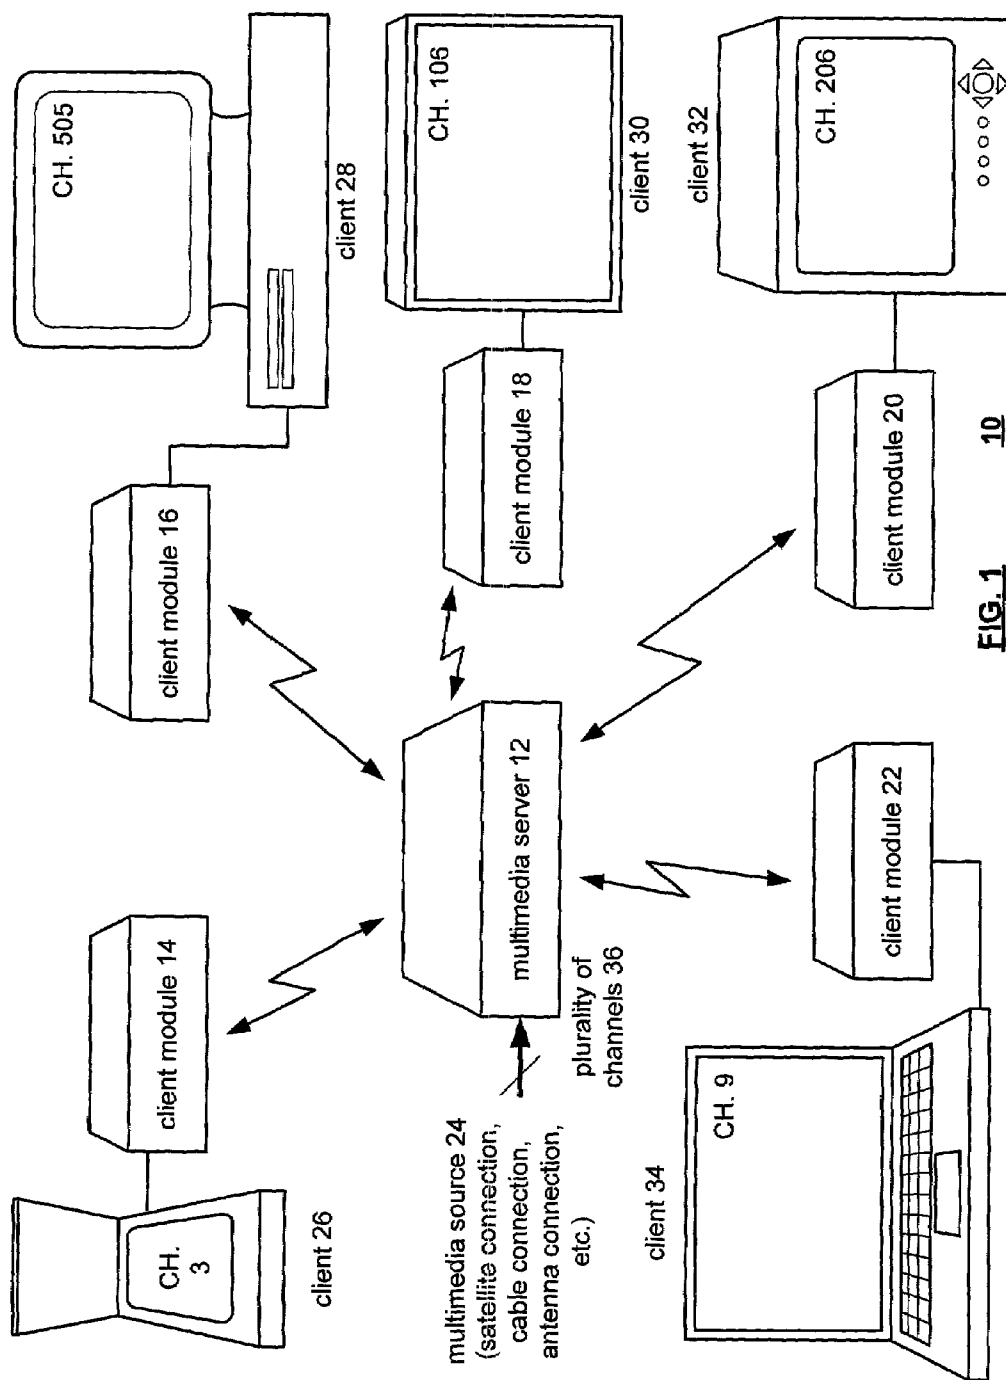 CH.
3
client 26
client module 14
client module 16
CH. 505
client 28
multimedia source 24
(satellite connection,
cable connection,
antenna connection,
etc.)
plurality of
channels 36
multimedia server 12
client module 18
CH. 106
client 30
client 34
CH. 9
client module 22
client module 20
client 32
CH. 206
FIG. 1
10